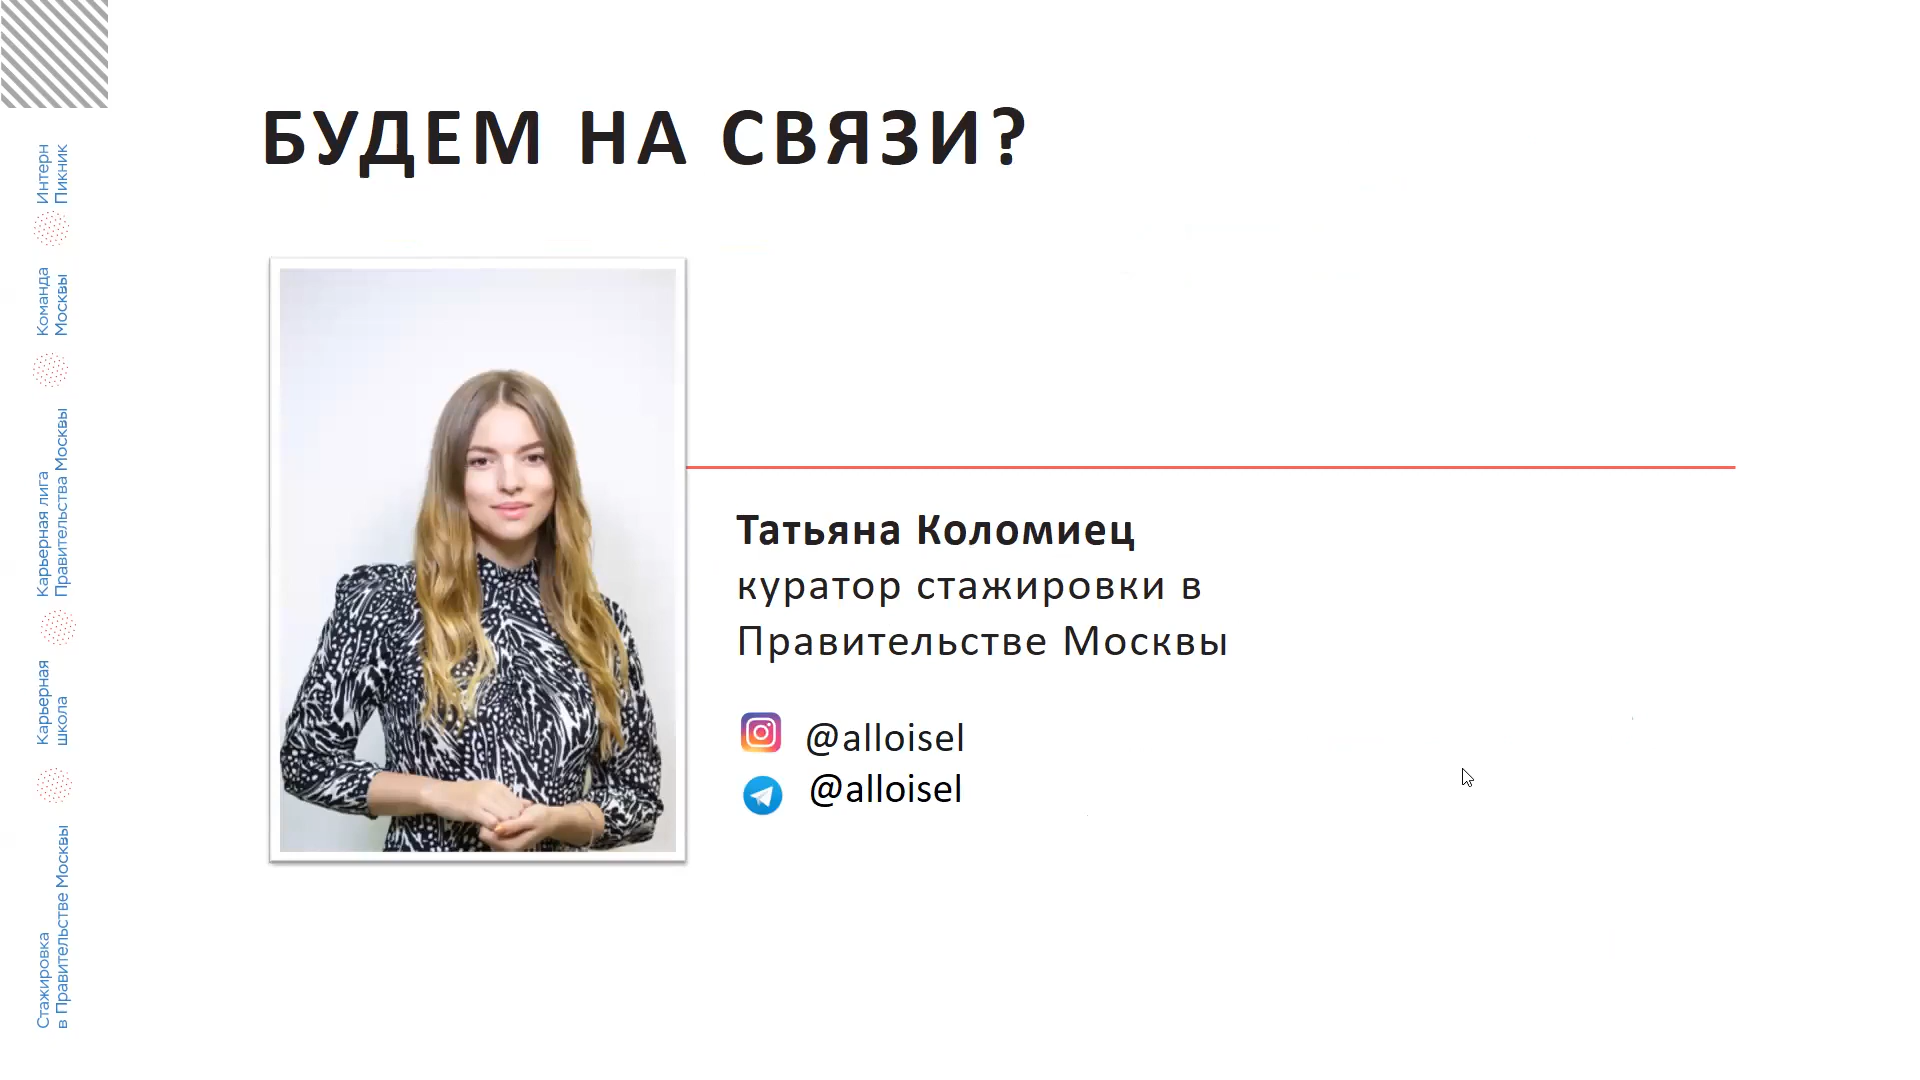 БУДЕМ НА СВЯЗИ?
Татьяна Коломиец
куратор стажировки в
Правительстве Москвы
@alloisel
@alloisel
Интерн
Пикник
Команда
Москвы
Карьерная лига
Правительства Москвы
Карьерная
школа
Стажировка
в Правительстве Москвы